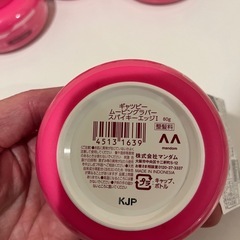 ギャツビー
ムービングラバー
スパイキーエッジI 80g
整髪料
mandom
4513 1639
株式会社マンダム
MADE IN INDONESIA
キャップ、
ボトル
KJP